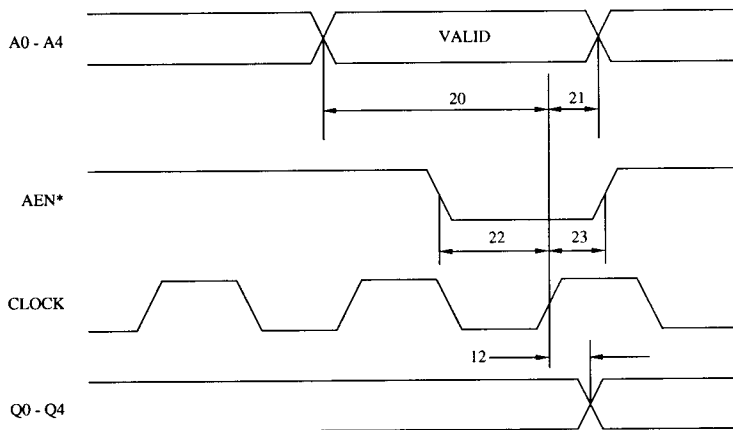 A0 - A4
VALID
20
21
AEN*
22
23
CLOCK
12
Q0 - Q4